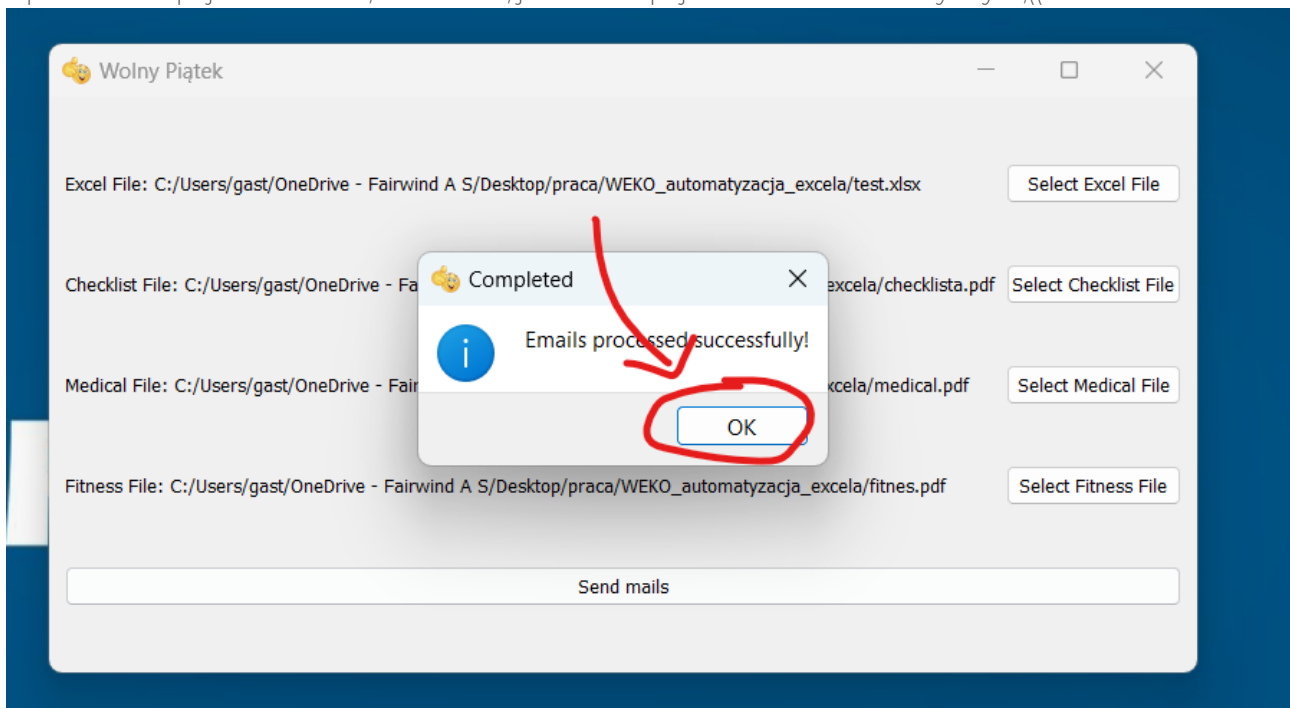 Wolny Piątek
Excel File: C:/Users/gast/OneDrive - Fairwind A S/Desktop/praca/WEKO_automatyzacja_excela/test.xlsx
Select Excel File
Completed
Checklist File: C:/Users/gast/OneDrive - Fa
excela/checklista.pdf
Select Checklist File
Emails processed successfully!
Medical File: C:/Users/gast/OneDrive - Fair
xcela/medical.pdf
Select Medical File
OK
Fitness File: C:/Users/gast/OneDrive - Fairwind A S/Desktop/praca/WEKO_automatyzacja_excela/fitnes.pdf
Select Fitness File
Send mails